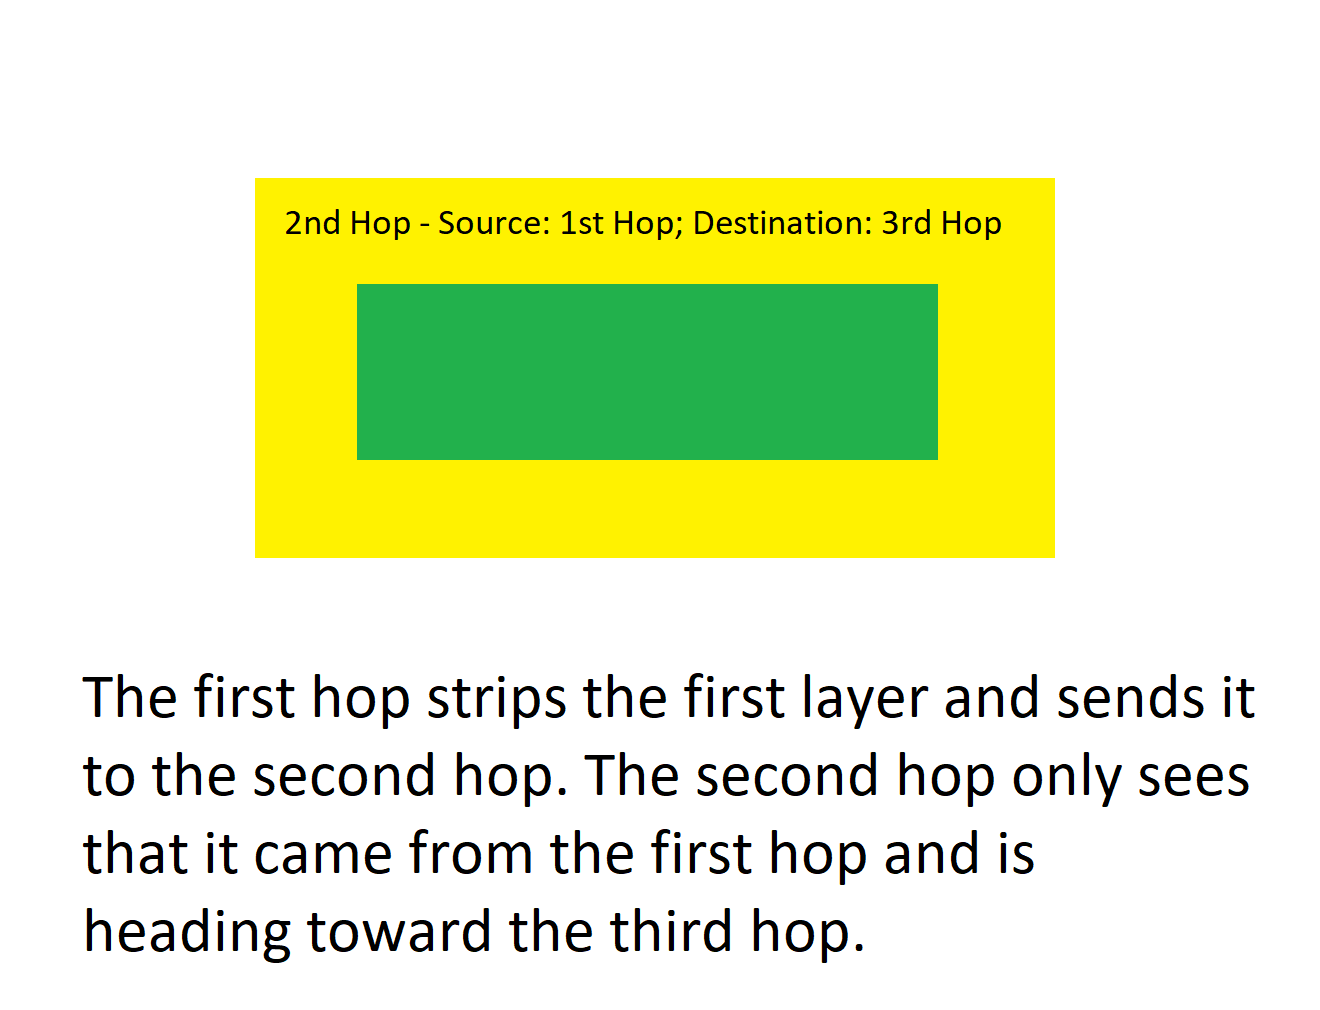 2nd Hop - Source: 1st Hop; Destination: 3rd Hop
The first hop strips the first layer and sends it
to the second hop. The second hop only sees
that it came from the first hop and is
heading toward the third hop.